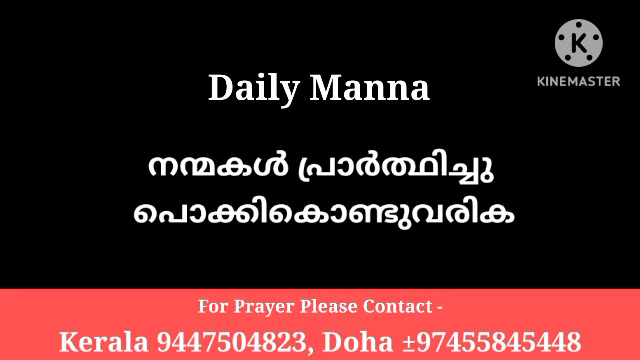 K
KINEMASTER
Daily Manna
നന്മകൾ പ്രാർത്ഥിച്ചു
പൊക്കികൊണ്ടുവരിക
For Prayer Please Contact -
Kerala 9447504823, Doha ±97455845448